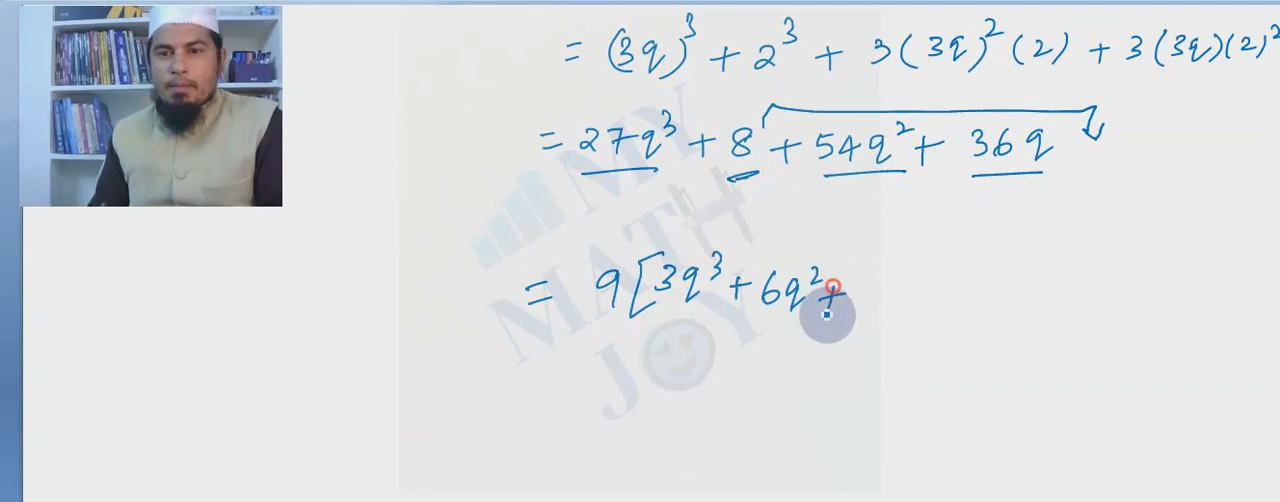 = (3q)³ + 2³ + 3(3q)²(2) + 3(3q)(2)²
= 27q³ + 8 + 54q² + 36q
= 9[3q³ + 6q² +
MY
MATH
JOY